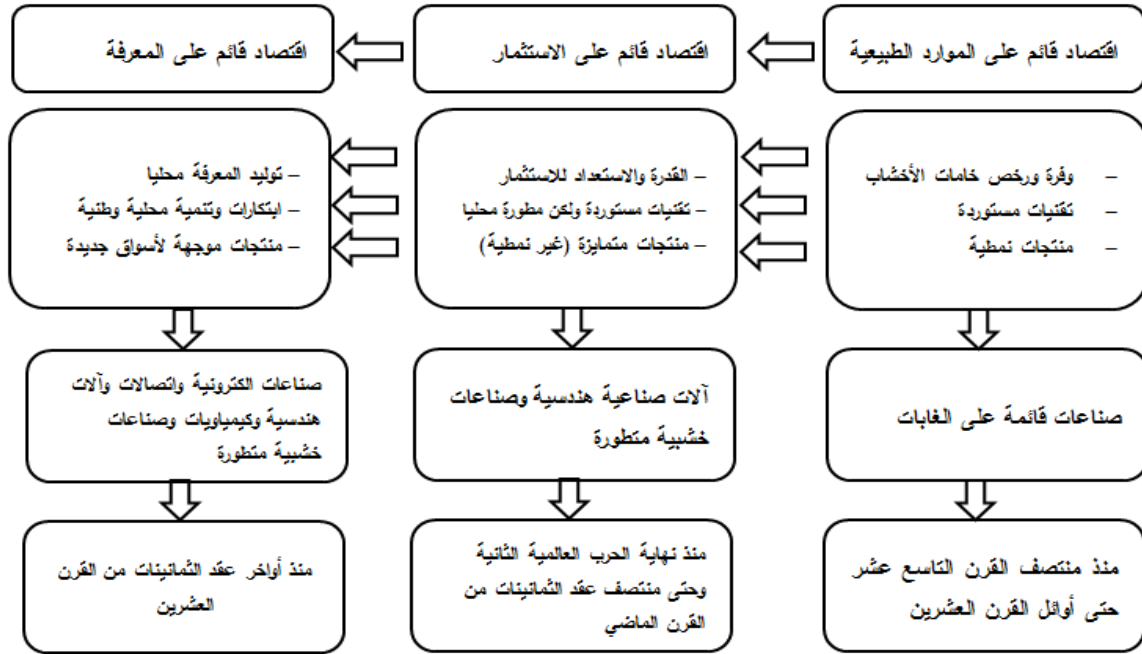 اقتصاد قائم على الموارد الطبيعية
اقتصاد قائم على الاستثمار
اقتصاد قائم على المعرفة
– وفرة ورخص خامات الأخشاب
– تقنيات مستوردة
– منتجات نمطية
– القدرة والاستعداد للاستثمار
– تقنيات مستوردة ولكن مطورة محليا
– منتجات متمايزة (غير نمطية)
– توليد المعرفة محليا
– ابتكارات وتنمية محلية وطنية
– منتجات موجهة لأسواق جديدة
صناعات قائمة على الغابات
آلات صناعية هندسية وصناعات
خشبية متطورة
صناعات الكترونية واتصالات وآلات
هندسية وكيمياويات وصناعات
خشبية متطورة
منذ منتصف القرن التاسع عشر
حتى أوائل القرن العشرين
منذ نهاية الحرب العالمية الثانية
وحتى منتصف عقد الثمانينات من
القرن الماضي
منذ أواخر عقد الثمانينات من القرن
العشرين